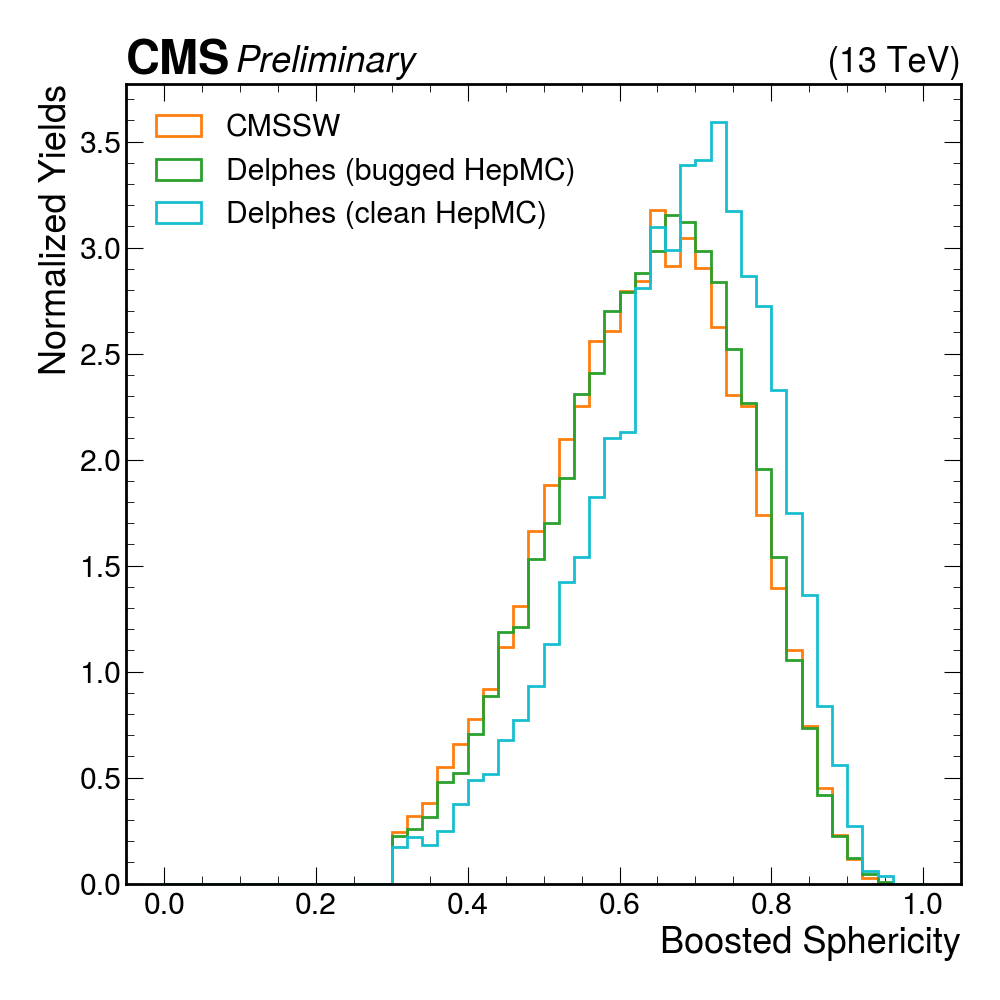 CMS Preliminary (13 TeV)
Normalized Yields
CMSSW
Delphes (bugged HepMC)
Delphes (clean HepMC)
3.5
3.0
2.5
2.0
1.5
1.0
0.5
0.0
0.0 0.2 0.4 0.6 0.8 1.0
Boosted Sphericity